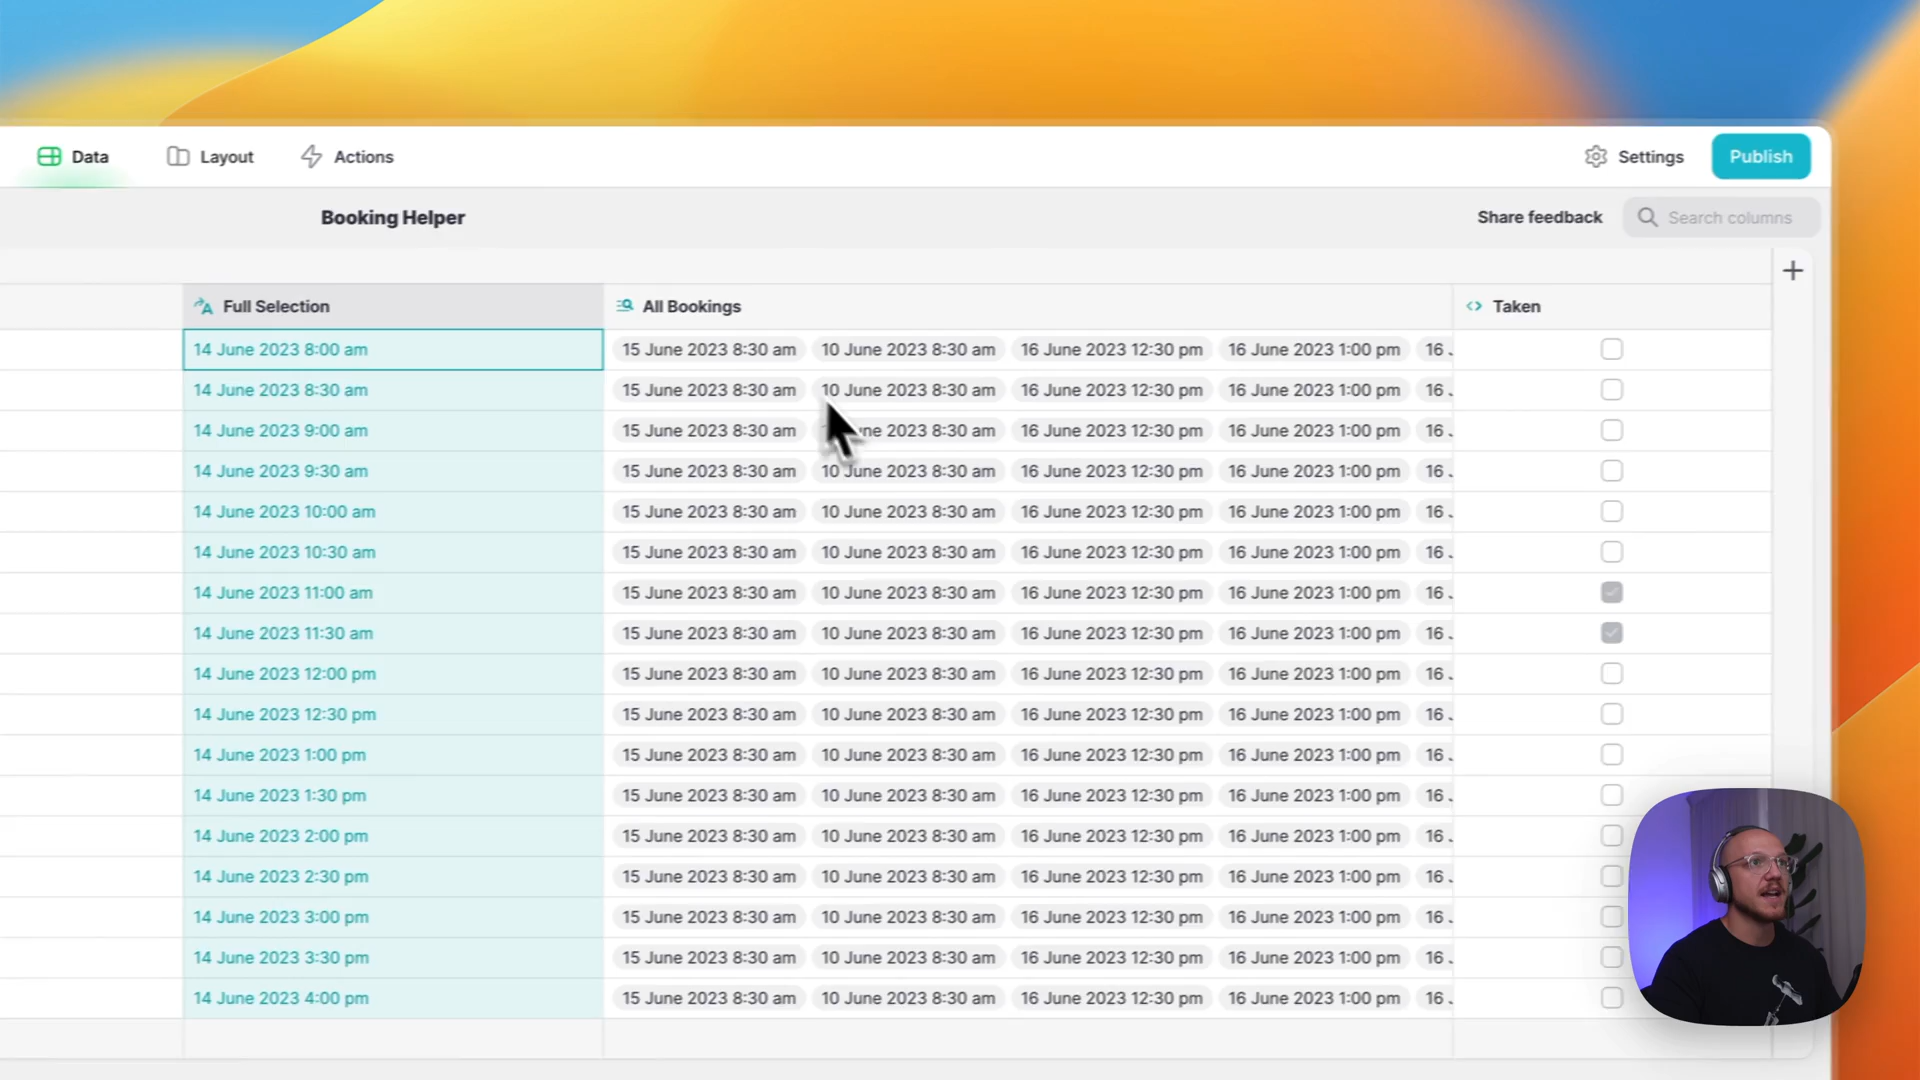 Data Layout Actions Settings Publish
Booking Helper Share feedback Search columns
Full Selection All Bookings Taken
14 June 2023 8:00 am 15 June 2023 8:30 am 10 June 2023 8:30 am 16 June 2023 12:30 pm 16 June 2023 1:00 pm 16 .
14 June 2023 8:30 am 15 June 2023 8:30 am 10 June 2023 8:30 am 16 June 2023 12:30 pm 16 June 2023 1:00 pm 16 .
14 June 2023 9:00 am 15 June 2023 8:30 am ne 2023 8:30 am 16 June 2023 12:30 pm 16 June 2023 1:00 pm 16 .
14 June 2023 9:30 am 15 June 2023 8:30 am 10 June 2023 8:30 am 16 June 2023 12:30 pm 16 June 2023 1:00 pm 16 .
14 June 2023 10:00 am 15 June 2023 8:30 am 10 June 2023 8:30 am 16 June 2023 12:30 pm 16 June 2023 1:00 pm 16 .
14 June 2023 10:30 am 15 June 2023 8:30 am 10 June 2023 8:30 am 16 June 2023 12:30 pm 16 June 2023 1:00 pm 16 .
14 June 2023 11:00 am 15 June 2023 8:30 am 10 June 2023 8:30 am 16 June 2023 12:30 pm 16 June 2023 1:00 pm 16 .
14 June 2023 11:30 am 15 June 2023 8:30 am 10 June 2023 8:30 am 16 June 2023 12:30 pm 16 June 2023 1:00 pm 16 .
14 June 2023 12:00 pm 15 June 2023 8:30 am 10 June 2023 8:30 am 16 June 2023 12:30 pm 16 June 2023 1:00 pm 16 .
14 June 2023 12:30 pm 15 June 2023 8:30 am 10 June 2023 8:30 am 16 June 2023 12:30 pm 16 June 2023 1:00 pm 16 .
14 June 2023 1:00 pm 15 June 2023 8:30 am 10 June 2023 8:30 am 16 June 2023 12:30 pm 16 June 2023 1:00 pm 16 .
14 June 2023 1:30 pm 15 June 2023 8:30 am 10 June 2023 8:30 am 16 June 2023 12:30 pm 16 June 2023 1:00 pm 16 .
14 June 2023 2:00 pm 15 June 2023 8:30 am 10 June 2023 8:30 am 16 June 2023 12:30 pm 16 June 2023 1:00 pm 16 .
14 June 2023 2:30 pm 15 June 2023 8:30 am 10 June 2023 8:30 am 16 June 2023 12:30 pm 16 June 2023 1:00 pm 16 .
14 June 2023 3:00 pm 15 June 2023 8:30 am 10 June 2023 8:30 am 16 June 2023 12:30 pm 16 June 2023 1:00 pm 16 .
14 June 2023 3:30 pm 15 June 2023 8:30 am 10 June 2023 8:30 am 16 June 2023 12:30 pm 16 June 2023 1:00 pm 16 .
14 June 2023 4:00 pm 15 June 2023 8:30 am 10 June 2023 8:30 am 16 June 2023 12:30 pm 16 June 2023 1:00 pm 16 .